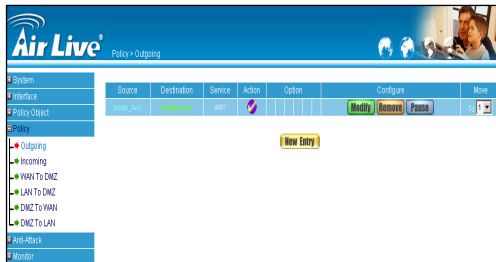 Air Live®
Policy > Outgoing
System
Interface
Policy Object
Policy
Outgoing
Incoming
WAN To DMZ
LAN To DMZ
DMZ To WAN
DMZ To LAN
Anti-Attack
Monitor
Source Destination Service Action Option Configure Move
Inside_Any Outside_Any ANY Modify Remove Pause To 1
New Entry